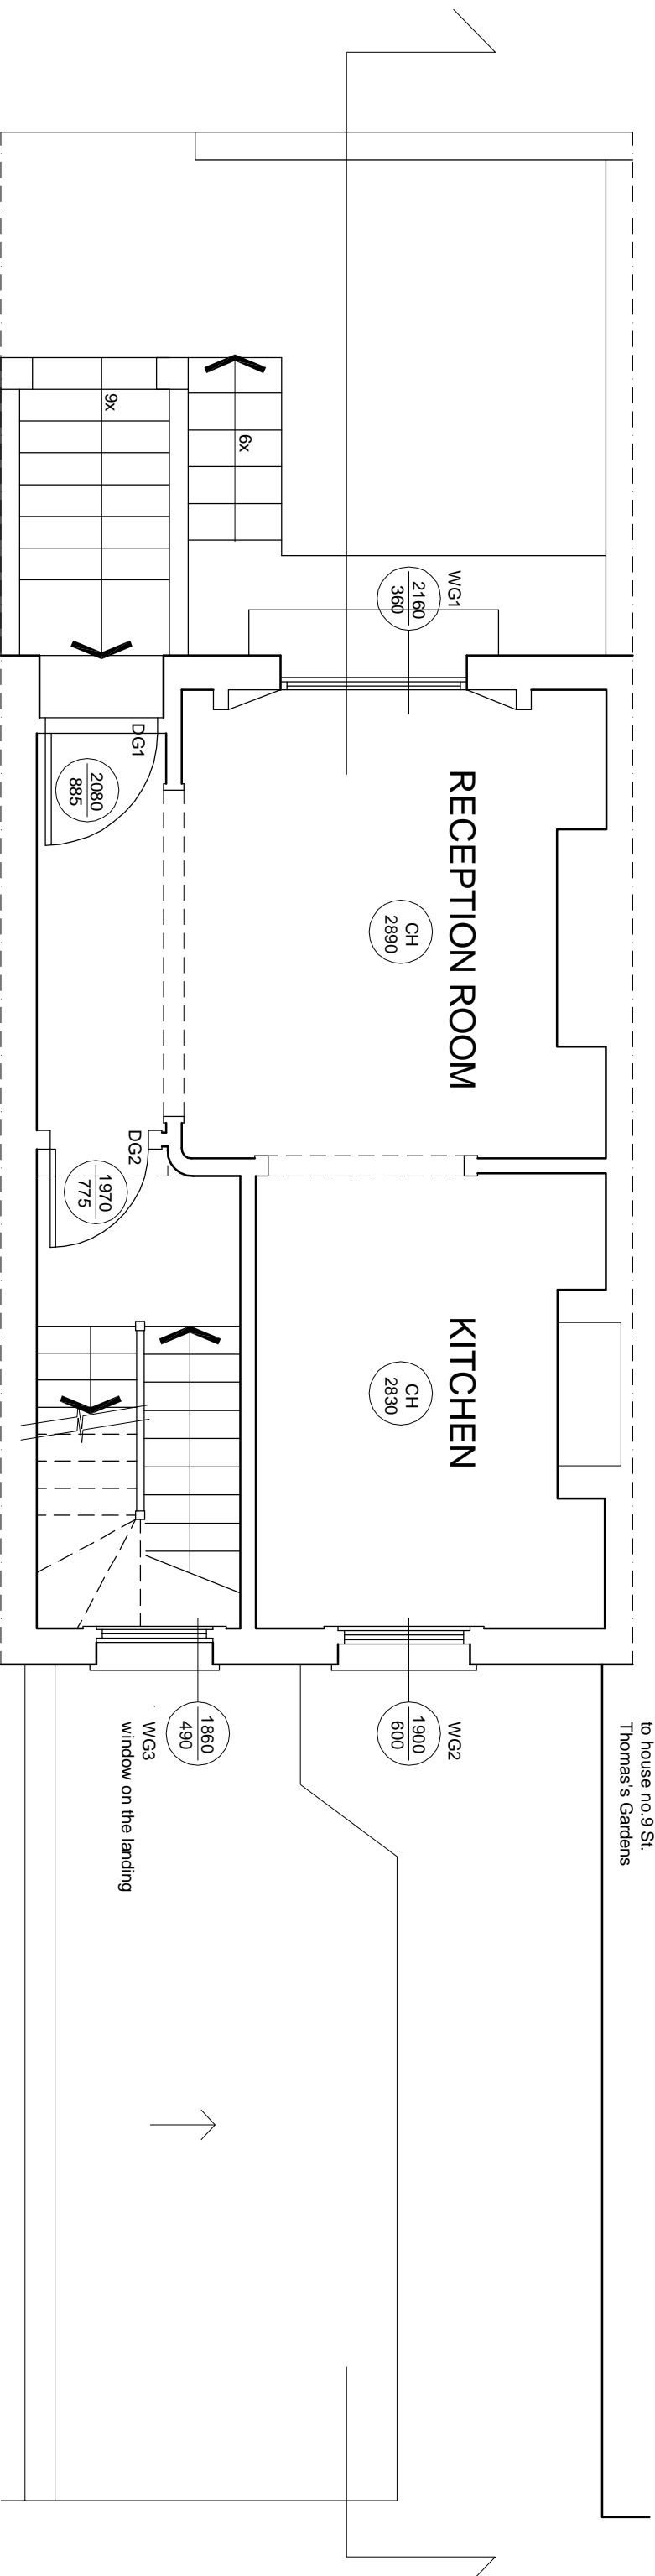 9x
6x
WG1
2160
360
DG1
2080
885
RECEPTION ROOM
CH
2890
DG2
1970
775
KITCHEN
CH
2830
WG2
1900
600
1860
490
WG3
window on the landing
to house no.9 St.
Thomas's Gardens